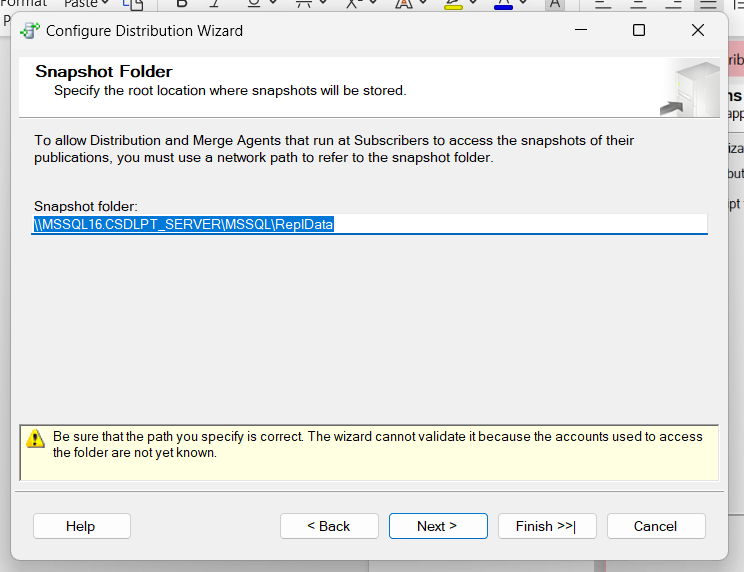 Format
Paste
Configure Distribution Wizard
Snapshot Folder
Specify the root location where snapshots will be stored.
To allow Distribution and Merge Agents that run at Subscribers to access the snapshots of their
publications, you must use a network path to refer to the snapshot folder.
Snapshot folder:
\\MSSQL16.CSDLPT_SERVER\MSSQL\ReplData
Be sure that the path you specify is correct. The wizard cannot validate it because the accounts used to access
the folder are not yet known.
Help
< Back
Next >
Finish >>|
Cancel